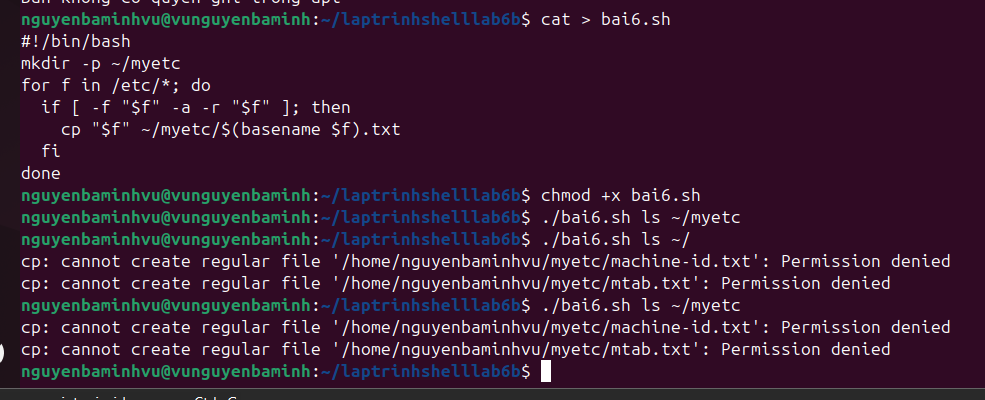 nguyenbaminhvu@vunguyenbaminh:~/laptrinhshelllab6b$ cat > bai6.sh
#!/bin/bash
mkdir -p ~/myetc
for f in /etc/*; do
  if [ -f "$f" -a -r "$f" ]; then
    cp "$f" ~/myetc/$(basename $f).txt
  fi
done
nguyenbaminhvu@vunguyenbaminh:~/laptrinhshelllab6b$ chmod +x bai6.sh
nguyenbaminhvu@vunguyenbaminh:~/laptrinhshelllab6b$ ./bai6.sh ls ~/myetc
nguyenbaminhvu@vunguyenbaminh:~/laptrinhshelllab6b$ ./bai6.sh ls ~/
cp: cannot create regular file '/home/nguyenbaminhvu/myetc/machine-id.txt': Permission denied
cp: cannot create regular file '/home/nguyenbaminhvu/myetc/mtab.txt': Permission denied
nguyenbaminhvu@vunguyenbaminh:~/laptrinhshelllab6b$ ./bai6.sh ls ~/myetc
cp: cannot create regular file '/home/nguyenbaminhvu/myetc/machine-id.txt': Permission denied
cp: cannot create regular file '/home/nguyenbaminhvu/myetc/mtab.txt': Permission denied
nguyenbaminhvu@vunguyenbaminh:~/laptrinhshelllab6b$